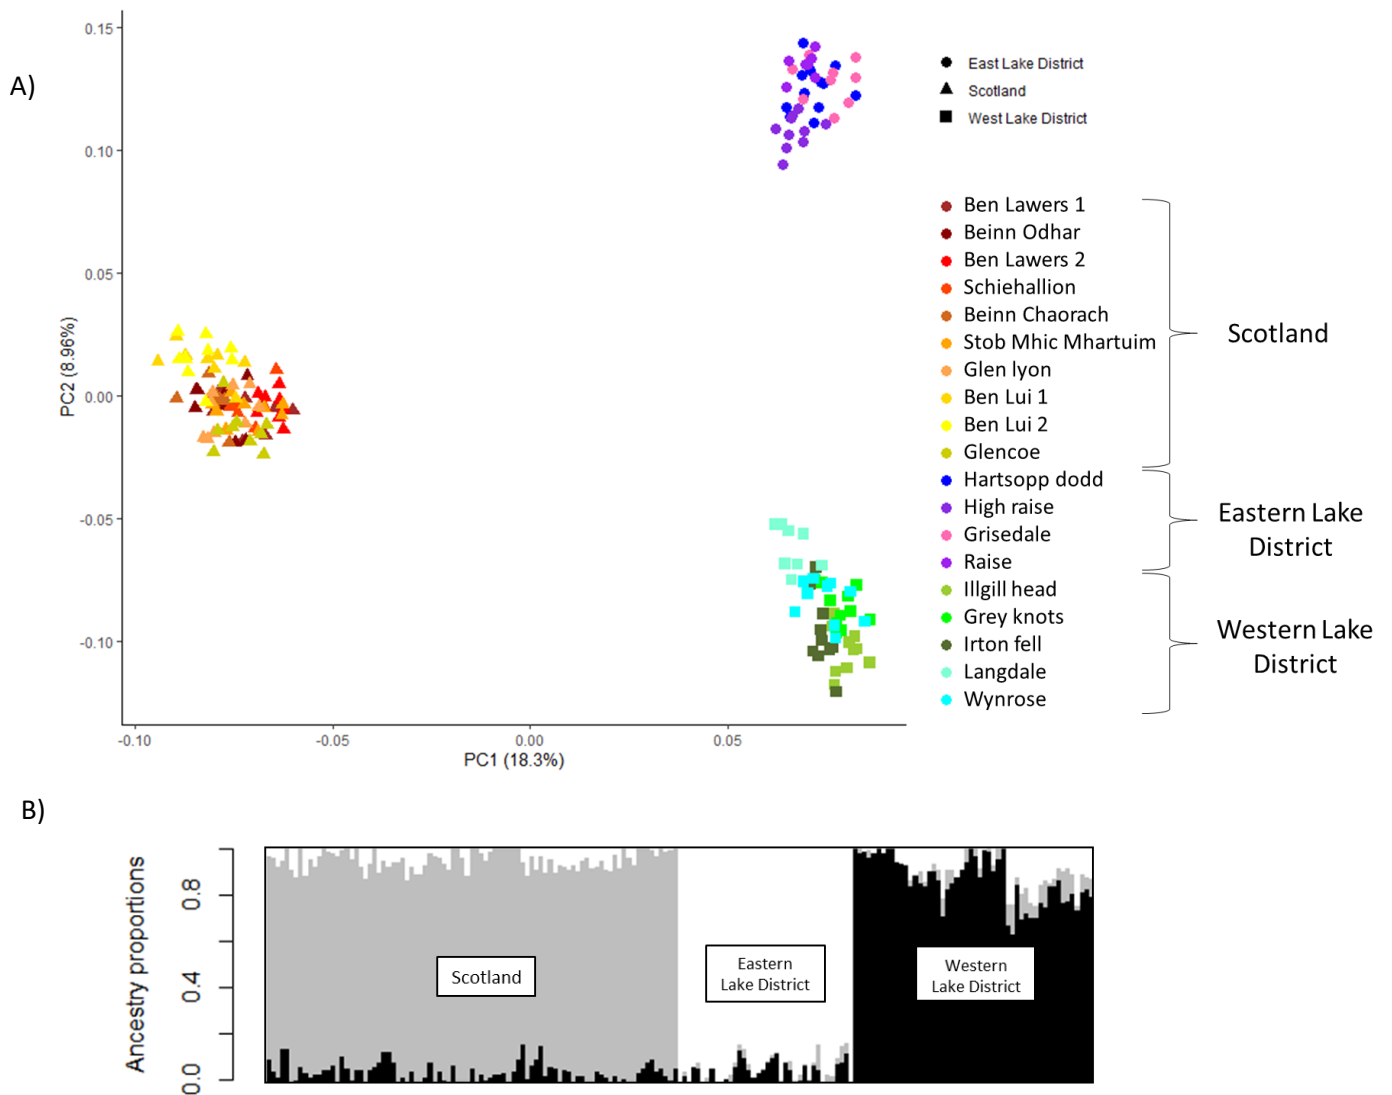 A)
0.15
0.10
0.05
0.00
-0.05
-0.10
PC2 (8.96%)
-0.10
-0.05
0.00
0.05
PC1 (18.3%)
East Lake District
Scotland
West Lake District
Ben Lawers 1
Beinn Odhar
Ben Lawers 2
Schiehallion
Beinn Chaorach
Stob Mhic Mhartuim
Glen lyon
Ben Lui 1
Ben Lui 2
Glencoe
Hartsopp dodd
High raise
Grisedale
Raise
Illgill head
Grey knots
Irton fell
Langdale
Wynrose
Scotland
Eastern Lake
District
Western Lake
District
B)
Ancestry proportions
0.8
0.4
0.0
Scotland
Eastern
Lake District
Western
Lake District